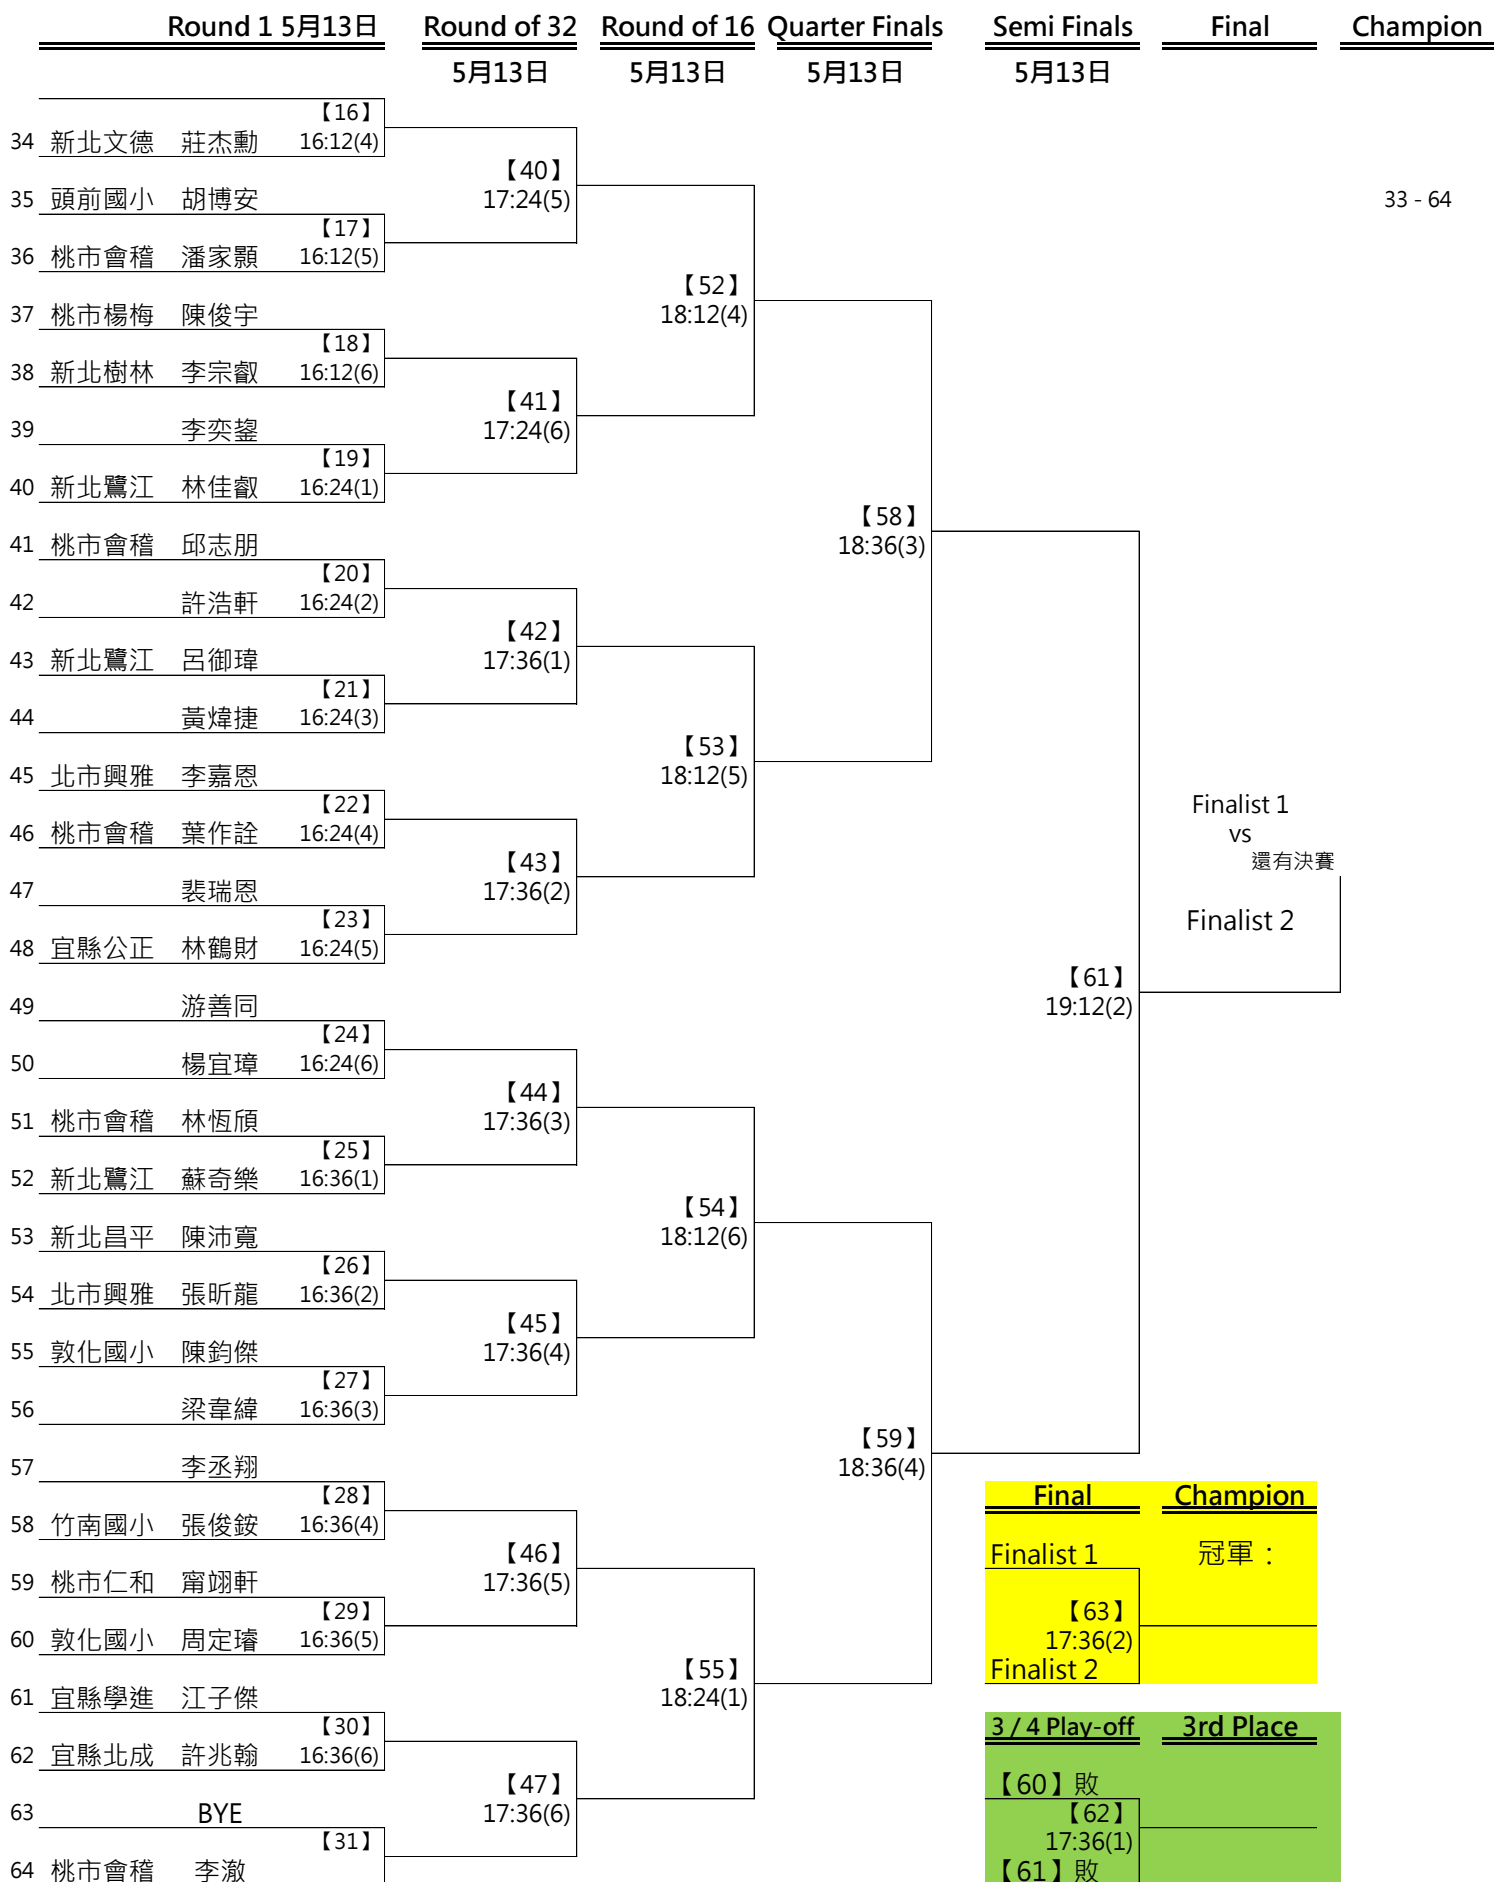 Round 1 5月13日 Round of 32 Round of 16 Quarter Finals Semi Finals Final Champion
5月13日 5月13日 5月13日 5月13日
【16】
34 新北文德 莊杰勳 16:12(4)
【40】
35 頭前國小 胡博安 17:24(5) 33 - 64
【17】
36 桃市會稽 潘家顥 16:12(5)
【52】
37 桃市楊梅 陳俊宇 18:12(4)
【18】
38 新北樹林 李宗叡 16:12(6)
【41】
39 李奕鋆 17:24(6)
【19】
40 新北鷺江 林佳叡 16:24(1)
【58】
41 桃市會稽 邱志朋 18:36(3)
【20】
42 許浩軒 16:24(2)
【42】
43 新北鷺江 呂御瑋 17:36(1)
【21】
44 黃煒捷 16:24(3)
【53】
45 北市興雅 李嘉恩 18:12(5)
【22】 Finalist 1
46 桃市會稽 葉作詮 16:24(4) vs
【43】 還有決賽
47 裴瑞恩 17:36(2)
【23】 Finalist 2
48 宜縣公正 林鶴財 16:24(5)
【61】
49 游善同 19:12(2)
【24】
50 楊宜璋 16:24(6)
【44】
51 桃市會稽 林恆頎 17:36(3)
【25】
52 新北鷺江 蘇奇樂 16:36(1)
【54】
53 新北昌平 陳沛寬 18:12(6)
【26】
54 北市興雅 張昕龍 16:36(2)
【45】
55 敦化國小 陳鈞傑 17:36(4)
【27】
56 梁韋緯 16:36(3)
【59】
57 李丞翔 18:36(4)
【28】 Final Champion
58 竹南國小 張俊銨 16:36(4)
【46】 Finalist 1 冠軍：
59 桃市仁和 甯翊軒 17:36(5)
【29】 【63】
60 敦化國小 周定璿 16:36(5) 17:36(2)
【55】 Finalist 2
61 宜縣學進 江子傑 18:24(1)
【30】 3 / 4 Play-off 3rd Place
62 宜縣北成 許兆翰 16:36(6)
【47】 【60】敗
63 BYE 17:36(6) 【62】
【31】 17:36(1)
64 桃市會稽 李澈 【61】敗